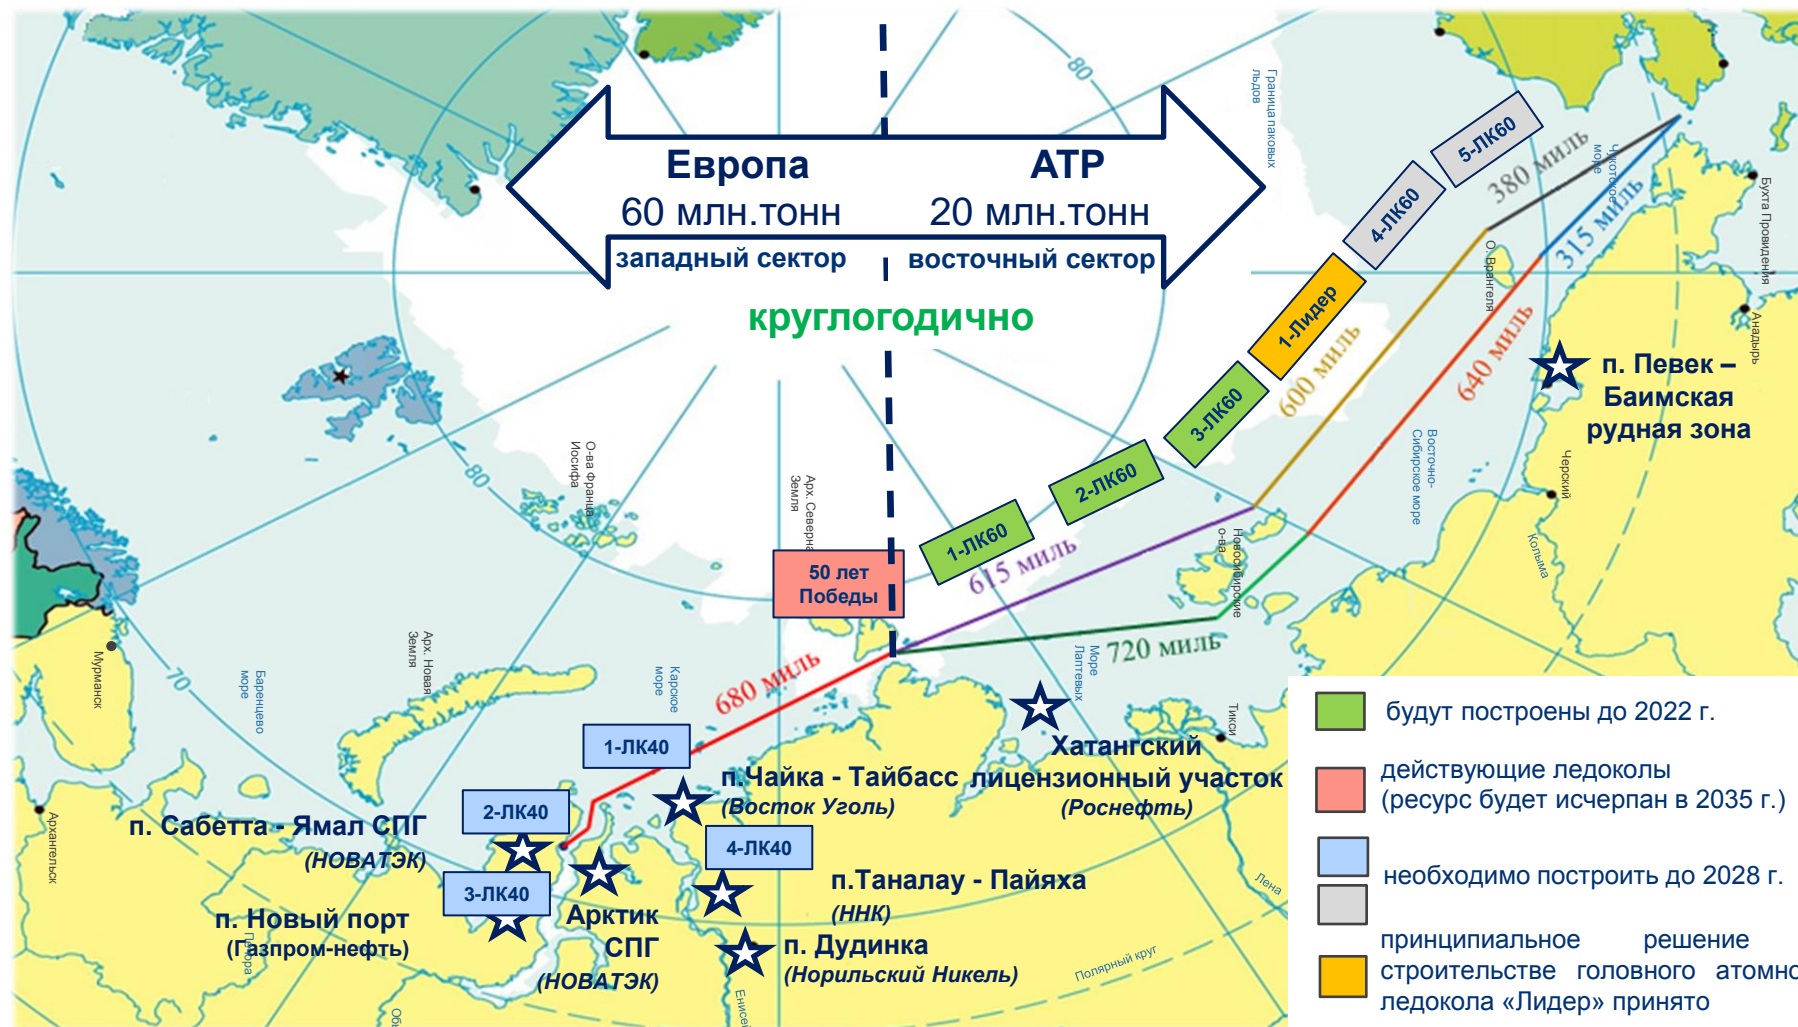 80
Граница паковых
льдов
5-ЛК60
Европа
АТР
60 млн.тонн
20 млн.тонн
западный сектор
восточный сектор
круглогодично
4-ЛК60
380 миль
Чукотское
море
315 миль
Бухта Провидения
О. Врангеля
Анадырь
1-Лидер
600 миль
640 миль
п. Певек –
Баимская
рудная зона
3-ЛК60
2-ЛК60
1-ЛК60
80
О-ва Франца
Иосифа
Арх. Северна
Земля
Восточно-
Сибирское море
Черский
Колыма
50 лет
Победы
615 миль
Новосибирские
о-ва
720 миль
Море
Лаптевых
Мурманск
70
Баренцево
море
Арх. Новая
Земля
Карское
море
680 миль
Тикси
1-ЛК40
Хатангский
лицензионный участок
(Роснефть)
п.Чайка - Тайбасс
(Восток Уголь)
2-ЛК40
п. Сабетта - Ямал СПГ
(НОВАТЭК)
Архангельск
4-ЛК40
3-ЛК40
п. Новый порт
(Газпром-нефть)
Арктик
СПГ
(НОВАТЭК)
п.Таналау - Пайяха
(ННК)
п. Дудинка
(Норильский Никель)
Лена
Полярный круг
Енисей
будут построены до 2022 г.
действующие ледоколы
(ресурс будет исчерпан в 2035 г.)
необходимо построить до 2028 г.
принципиальное решение
строительстве головного атомно
ледокола «Лидер» принято